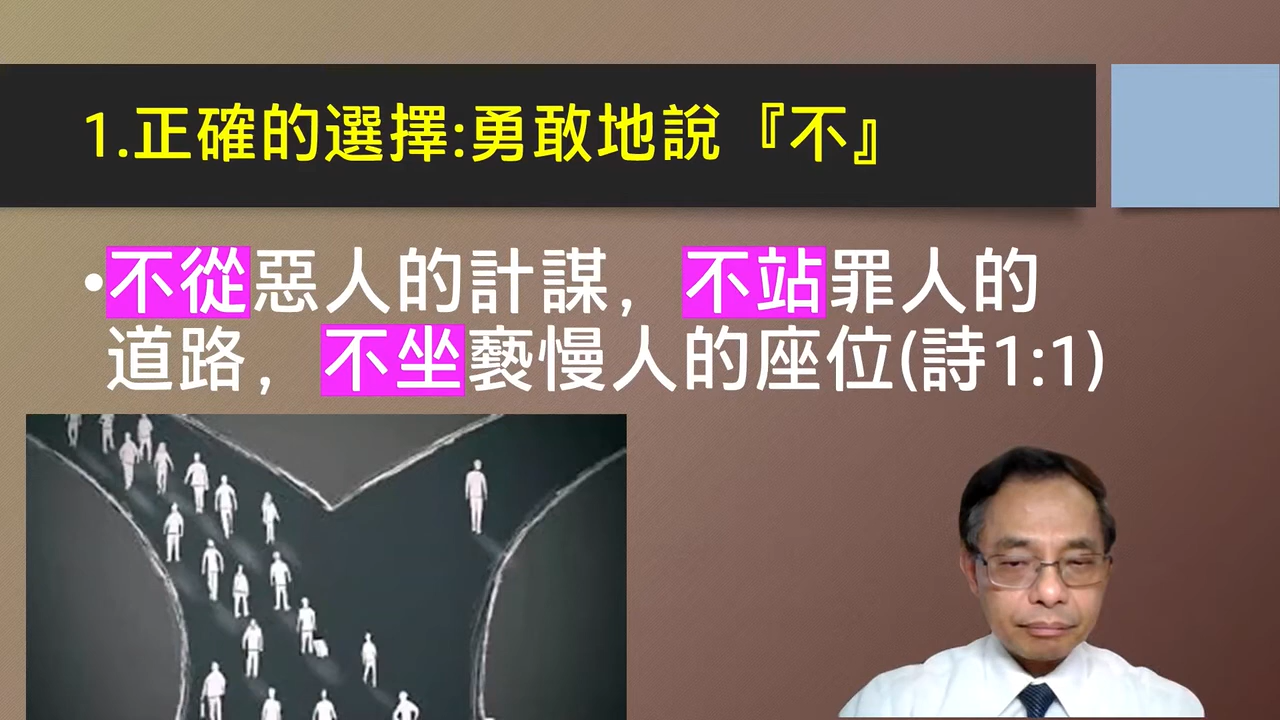 1.正確的選擇:勇敢地說『不』
•不從惡人的計謀，不站罪人的
道路，不坐褻慢人的座位(詩1:1)